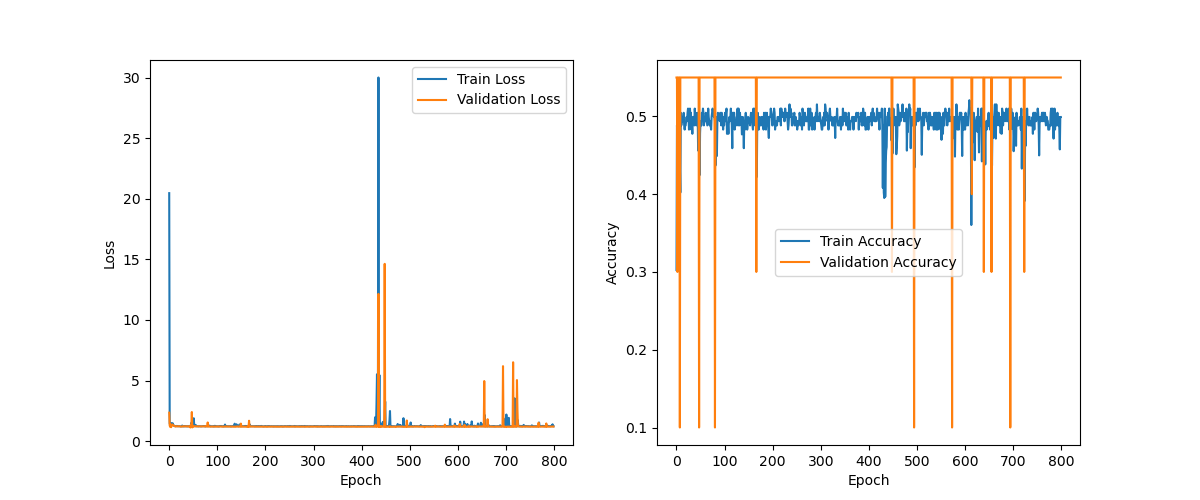 30
25
20
15
10
5
0
Loss
Train Loss
Validation Loss
0 100 200 300 400 500 600 700 800
Epoch
0.5
0.4
0.3
0.2
0.1
Accuracy
Train Accuracy
Validation Accuracy
0 100 200 300 400 500 600 700 800
Epoch